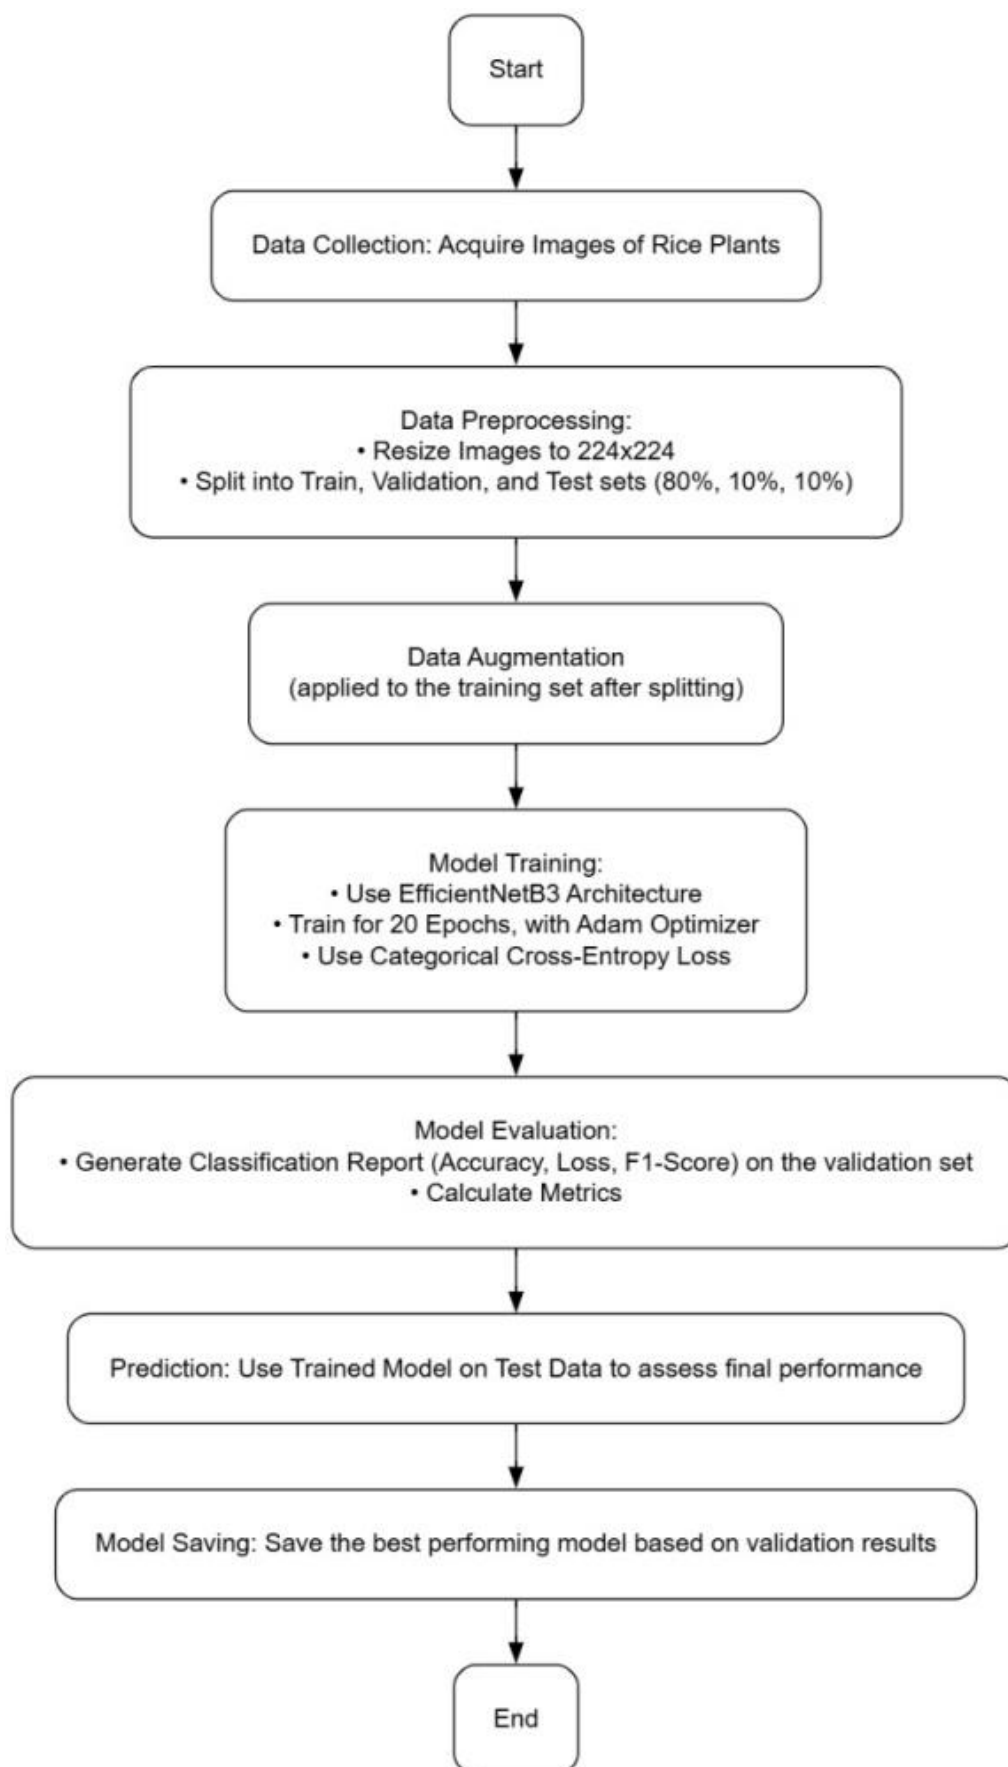 Start
Data Collection: Acquire Images of Rice Plants
Data Preprocessing:
• Resize Images to 224x224
• Split into Train, Validation, and Test sets (80%, 10%, 10%)
Data Augmentation
(applied to the training set after splitting)
Model Training:
• Use EfficientNetB3 Architecture
• Train for 20 Epochs, with Adam Optimizer
• Use Categorical Cross-Entropy Loss
Model Evaluation:
• Generate Classification Report (Accuracy, Loss, F1-Score) on the validation set
• Calculate Metrics
Prediction: Use Trained Model on Test Data to assess final performance
Model Saving: Save the best performing model based on validation results
End